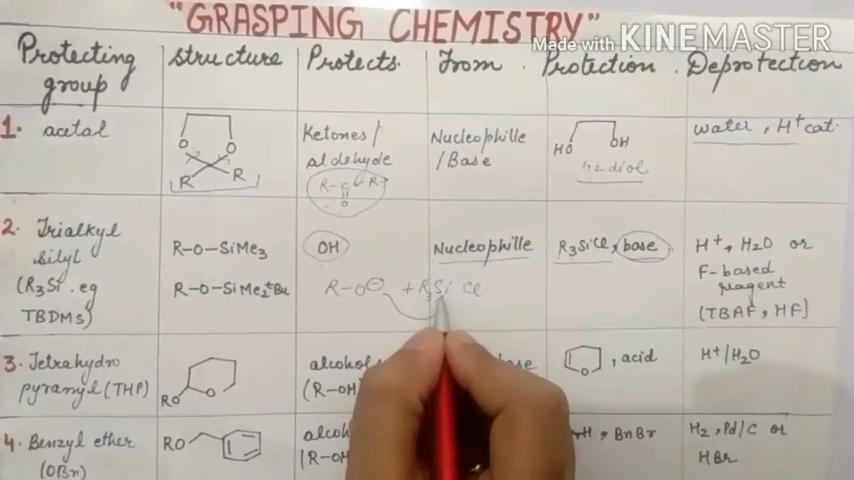 "GRASPING CHEMISTRY"
Made with KINEMASTER
Protecting group
structure
Protects.
From.
Protection.
Deprotection
1. acetal
O O
R R
Ketones/
aldehyde
R-C-R
O
Nucleophille
/Base
HO OH
1,2 diol
water, H+ cat.
2. Trialkyl
silyl
(R3Si. eg
TBDMs)
R-O-SiMe3
R-O-SiMe2tBu
OH
Nucleophille
R3SiCl, base
H+, H2O or
F-based
reagent
(TBAF, HF]
R-O⊖ + R3Si Cl
3. Tetrahydro
pyranyl (THP)
RO O
alcohol
(R-OH
base
O, acid
H+/H2O
4. Benzyl ether
(OBn)
RO
alcoh
(R-OH
H, BnBr
H2, Pd/C or
HBr